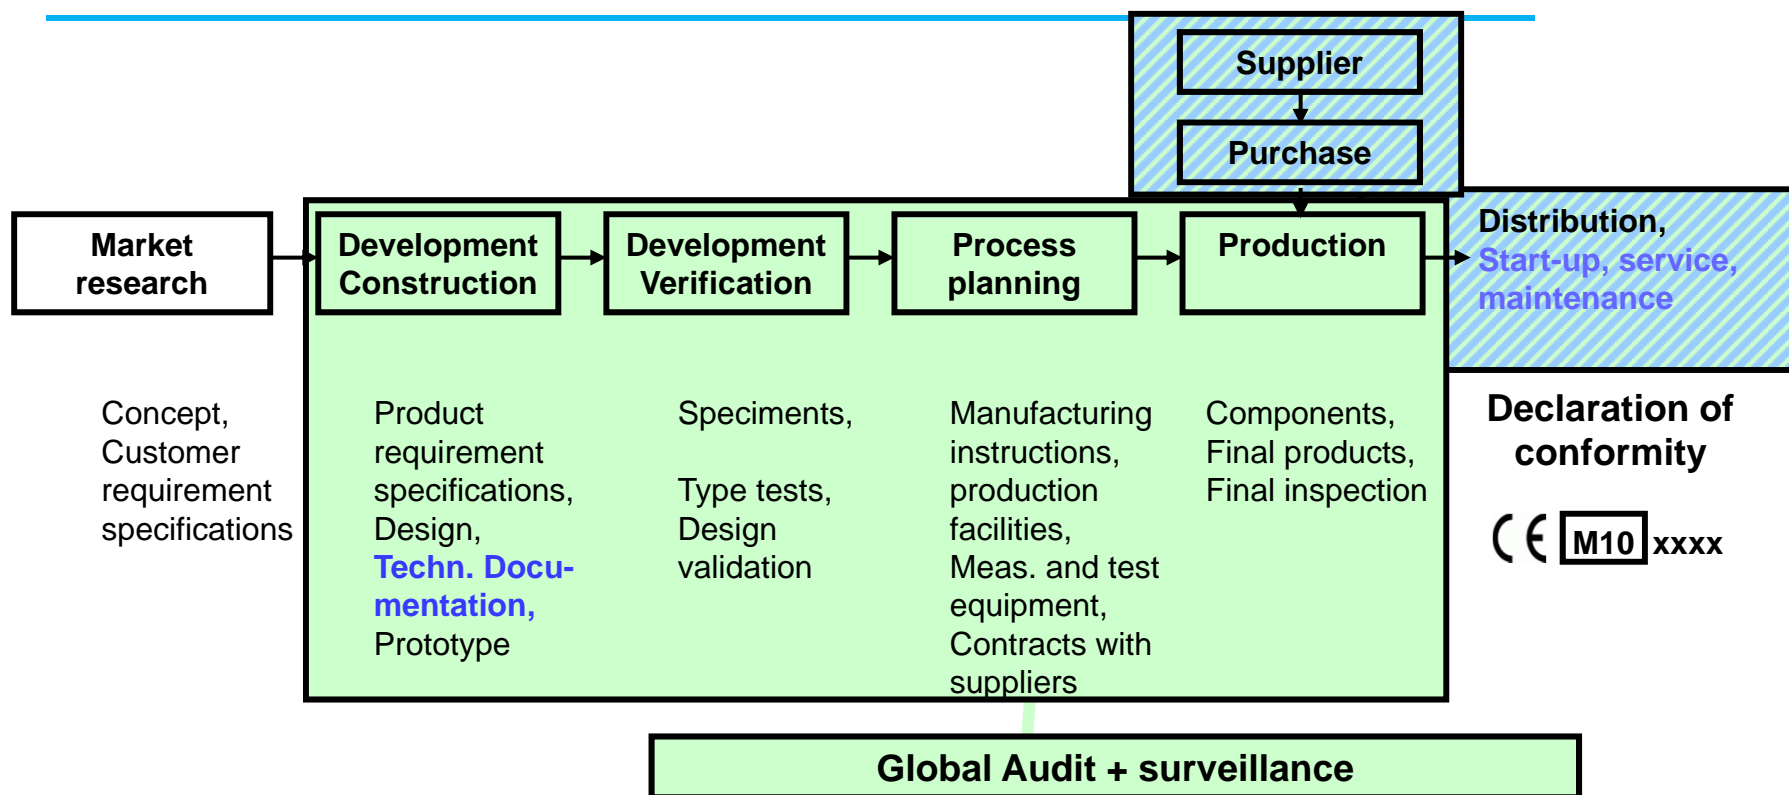 Supplier
Purchase
Market
research
Development
Construction
Development
Verification
Process
planning
Production
Distribution,
Start-up, service,
maintenance
Concept,
Customer
requirement
specifications
Product
requirement
specifications,
Design,
Techn. Docu-
mentation,
Prototype
Speciments,
Type tests,
Design
validation
Manufacturing
instructions,
production
facilities,
Meas. and test
equipment,
Contracts with
suppliers
Components,
Final products,
Final inspection
Declaration of
conformity
CE M10 xxxx
Global Audit + surveillance